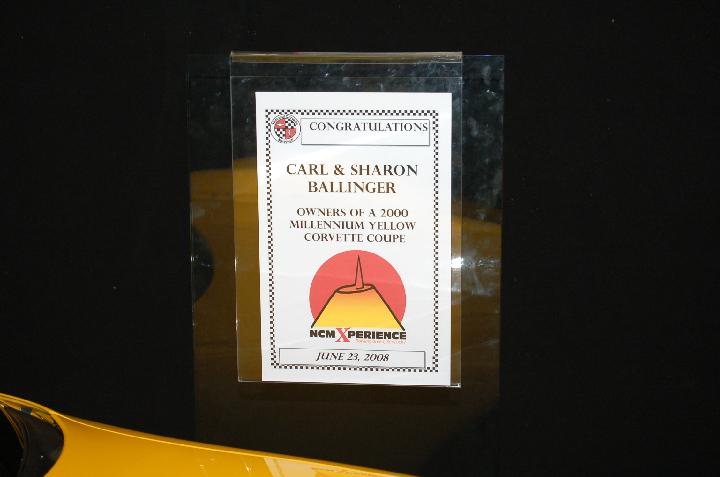 CONGRATULATIONS
CARL & SHARON
BALLINGER
OWNERS OF A 2000
MILLENNIUM YELLOW
CORVETTE COUPE
NCMXPERIENCE
JUNE 23, 2008